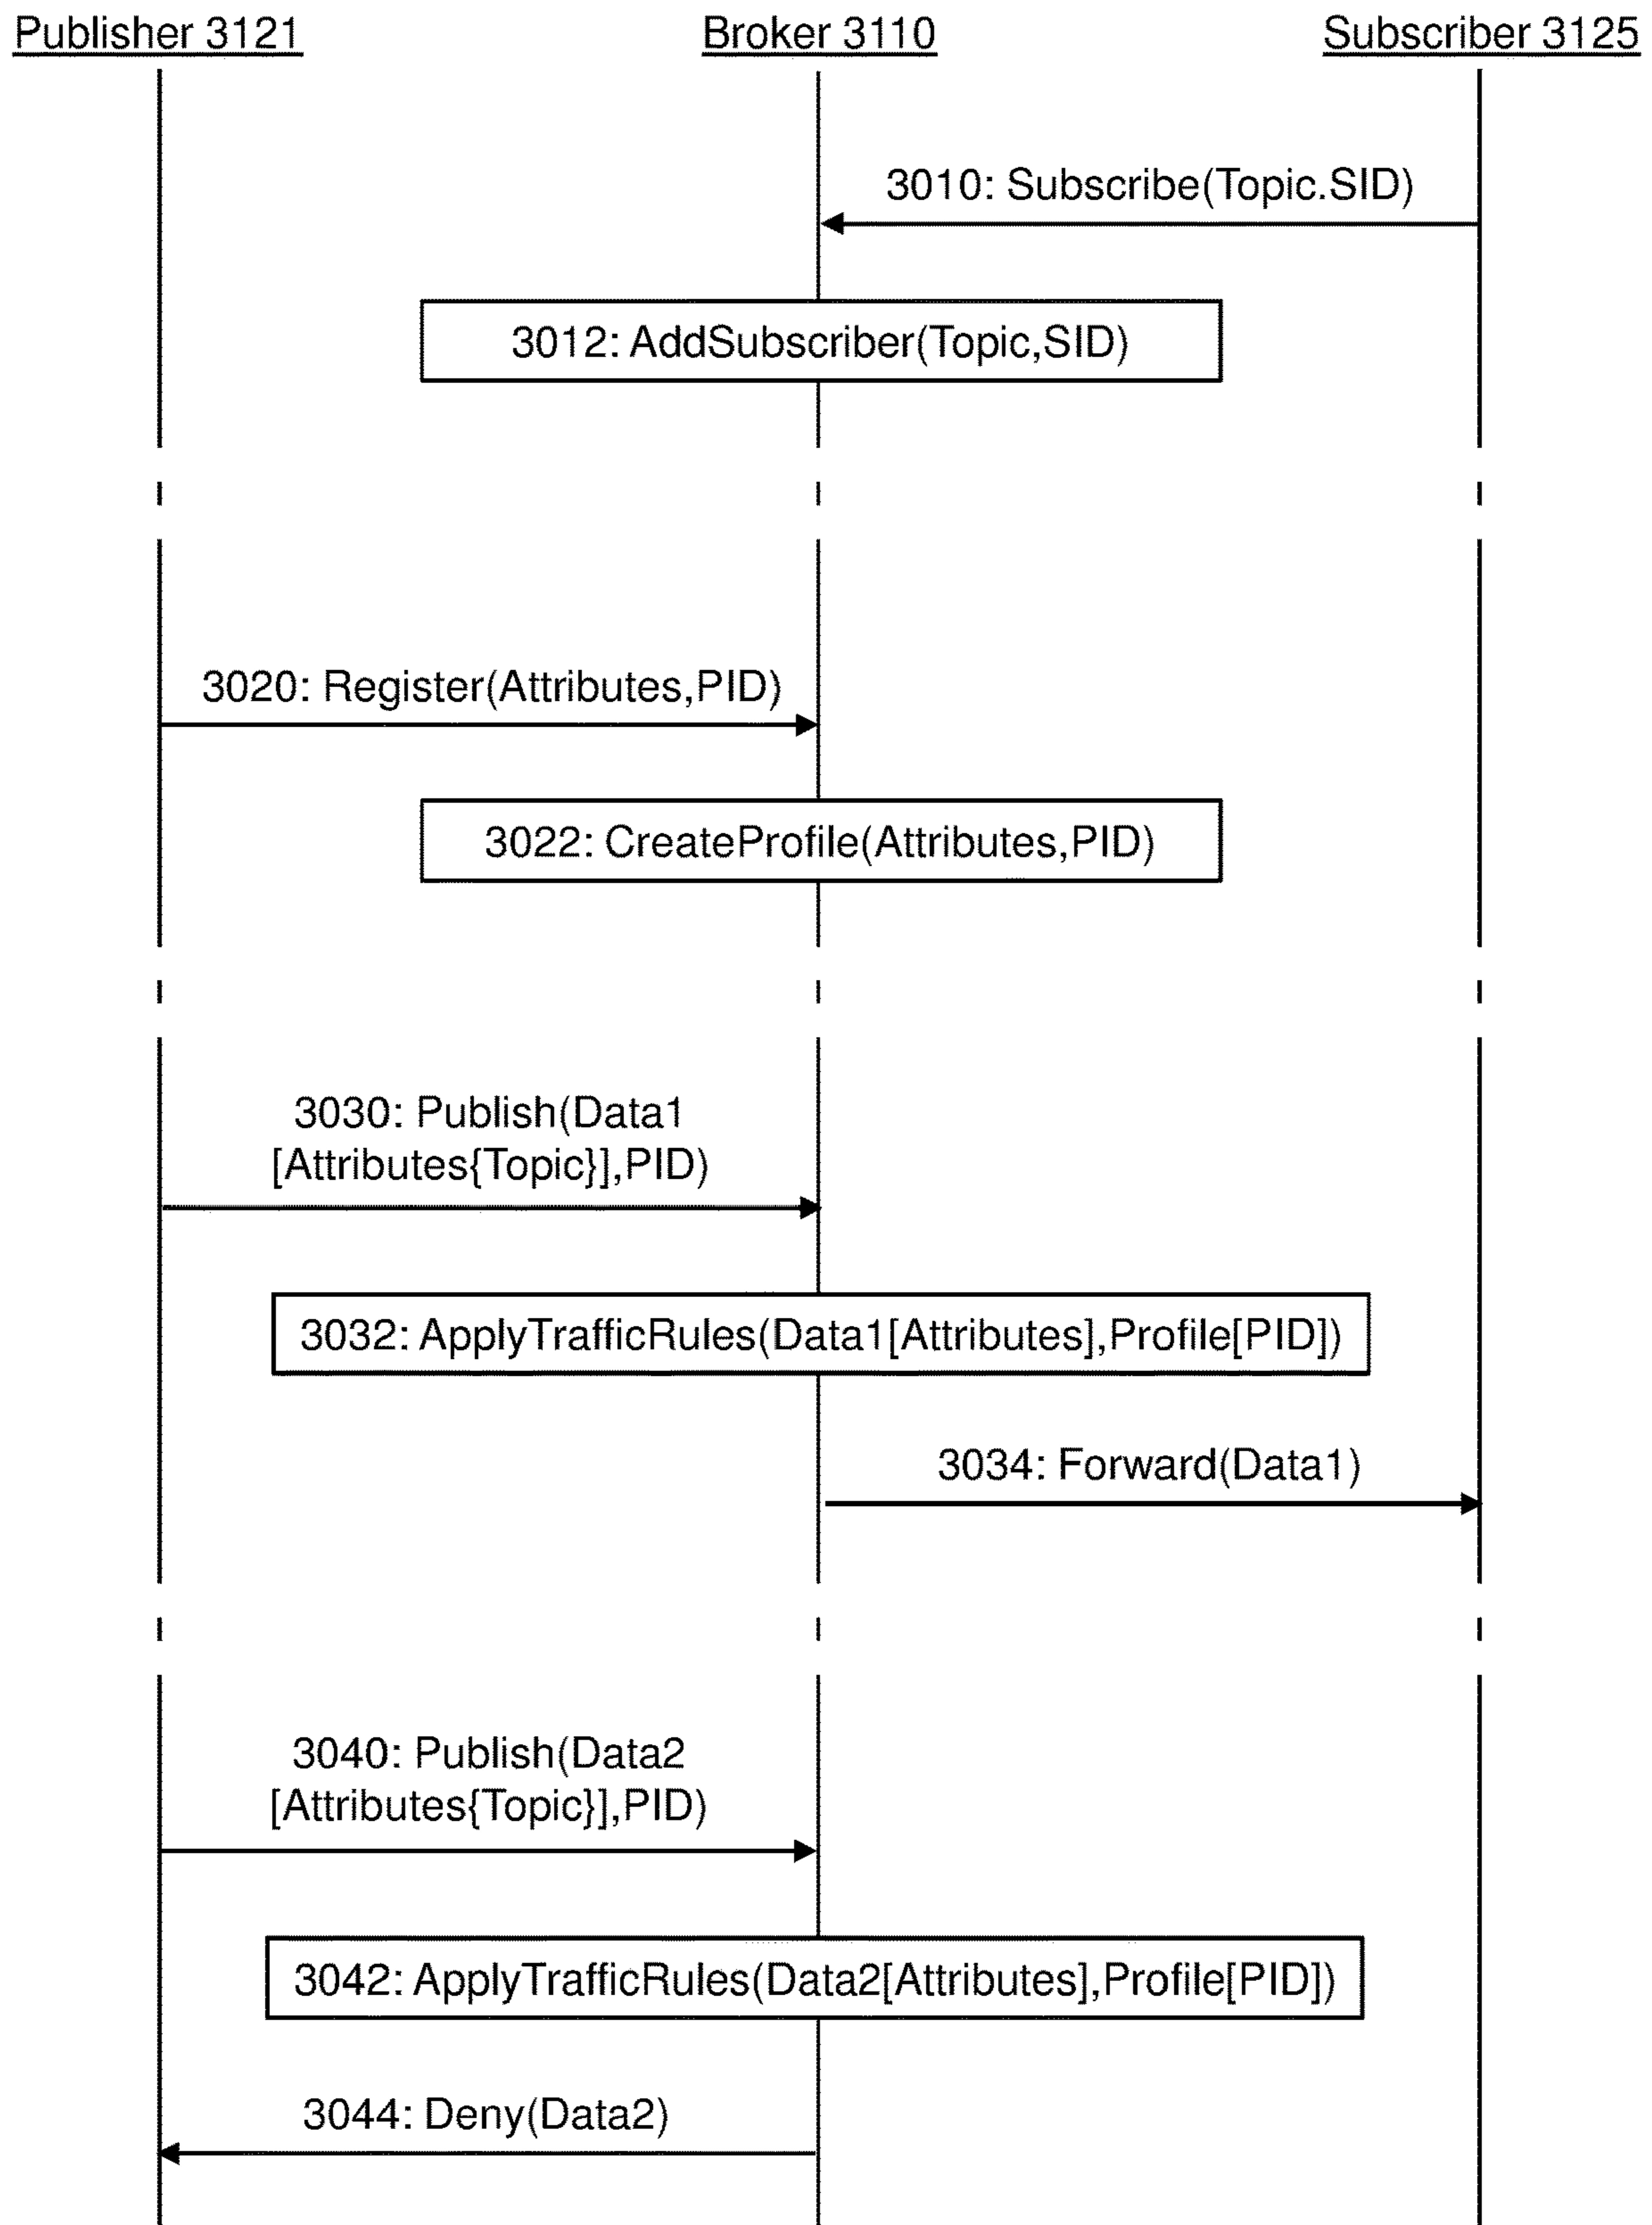 Publisher 3121
Broker 3110
Subscriber 3125
3010: Subscribe(Topic.SID)
3012: AddSubscriber(Topic,SID)
3020: Register(Attributes,PID)
3022: CreateProfile(Attributes,PID)
3030: Publish(Data1
[Attributes{Topic}],PID)
3032: ApplyTrafficRules(Data1[Attributes],Profile[PID])
3034: Forward(Data1)
3040: Publish(Data2
[Attributes{Topic}],PID)
3042: ApplyTrafficRules(Data2[Attributes],Profile[PID])
3044: Deny(Data2)